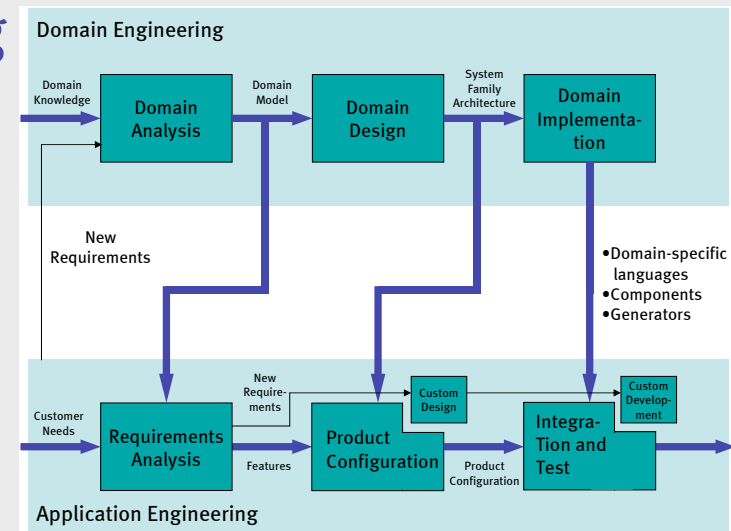 g
Domain Engineering
Domain
Knowledge
Domain
Analysis
Domain
Model
Domain
Design
System
Family
Architecture
Domain
Implementa-
tion
New
Requirements
•Domain-specific
languages
•Components
•Generators
Customer
Needs
Requirements
Analysis
New
Require-
ments
Features
Custom
Design
Product
Configuration
Product
Configuration
Custom
Develop-
ment
Integra-
Tion and
Test
Application Engineering